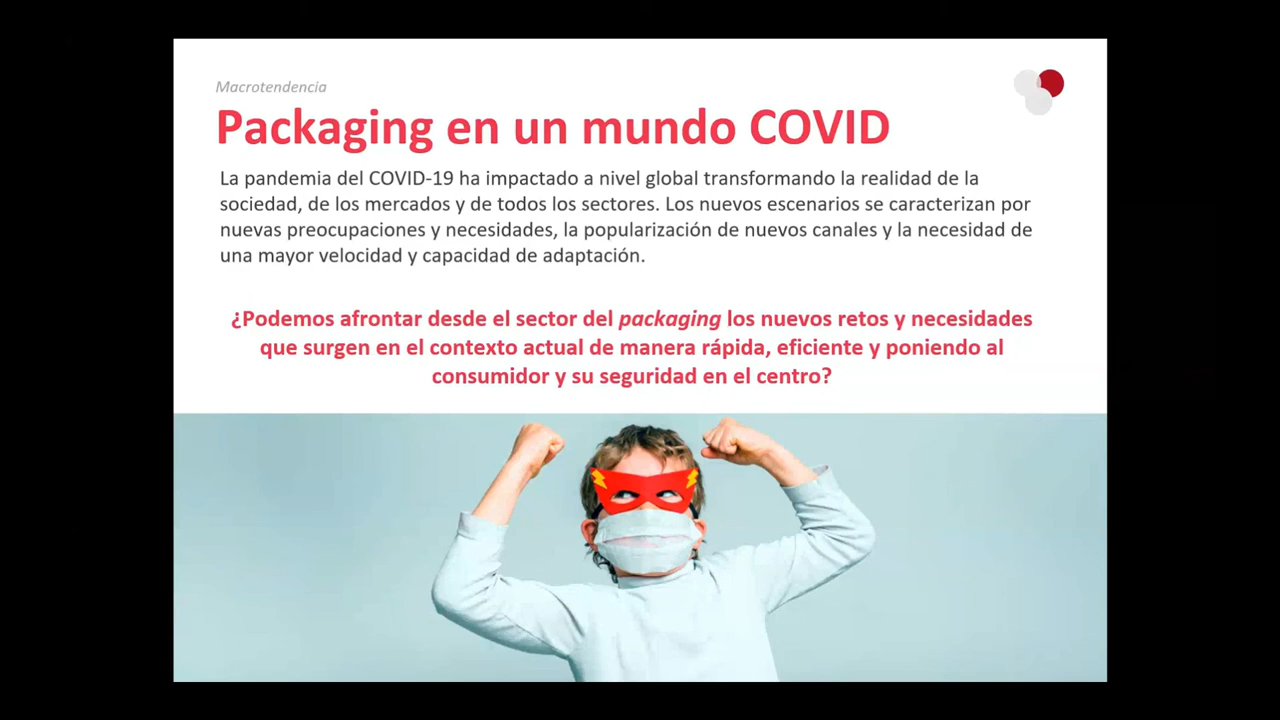 Macrotendencia
Packaging en un mundo COVID
La pandemia del COVID-19 ha impactado a nivel global transformando la realidad de la
sociedad, de los mercados y de todos los sectores. Los nuevos escenarios se caracterizan por
nuevas preocupaciones y necesidades, la popularización de nuevos canales y la necesidad de
una mayor velocidad y capacidad de adaptación.
¿Podemos afrontar desde el sector del packaging los nuevos retos y necesidades
que surgen en el contexto actual de manera rápida, eficiente y poniendo al
consumidor y su seguridad en el centro?